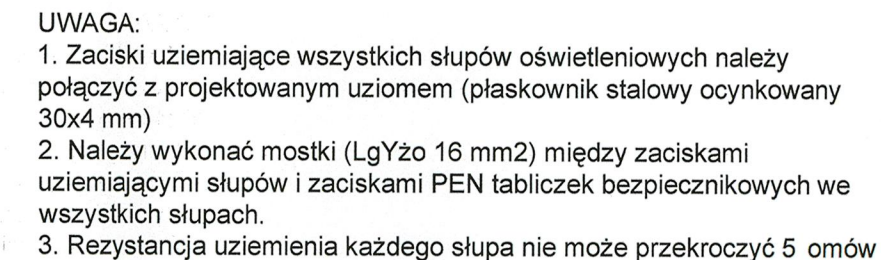 UWAGA:
1. Zaciski uziemiające wszystkich słupów oświetleniowych należy
połączyć z projektowanym uziomem (płaskownik stalowy ocynkowany
30x4 mm)
2. Należy wykonać mostki (LgYżo 16 mm2) między zaciskami
uziemiającymi słupów i zaciskami PEN tabliczek bezpiecznikowych we
wszystkich słupach.
3. Rezystancja uziemienia każdego słupa nie może przekroczyć 5 omów